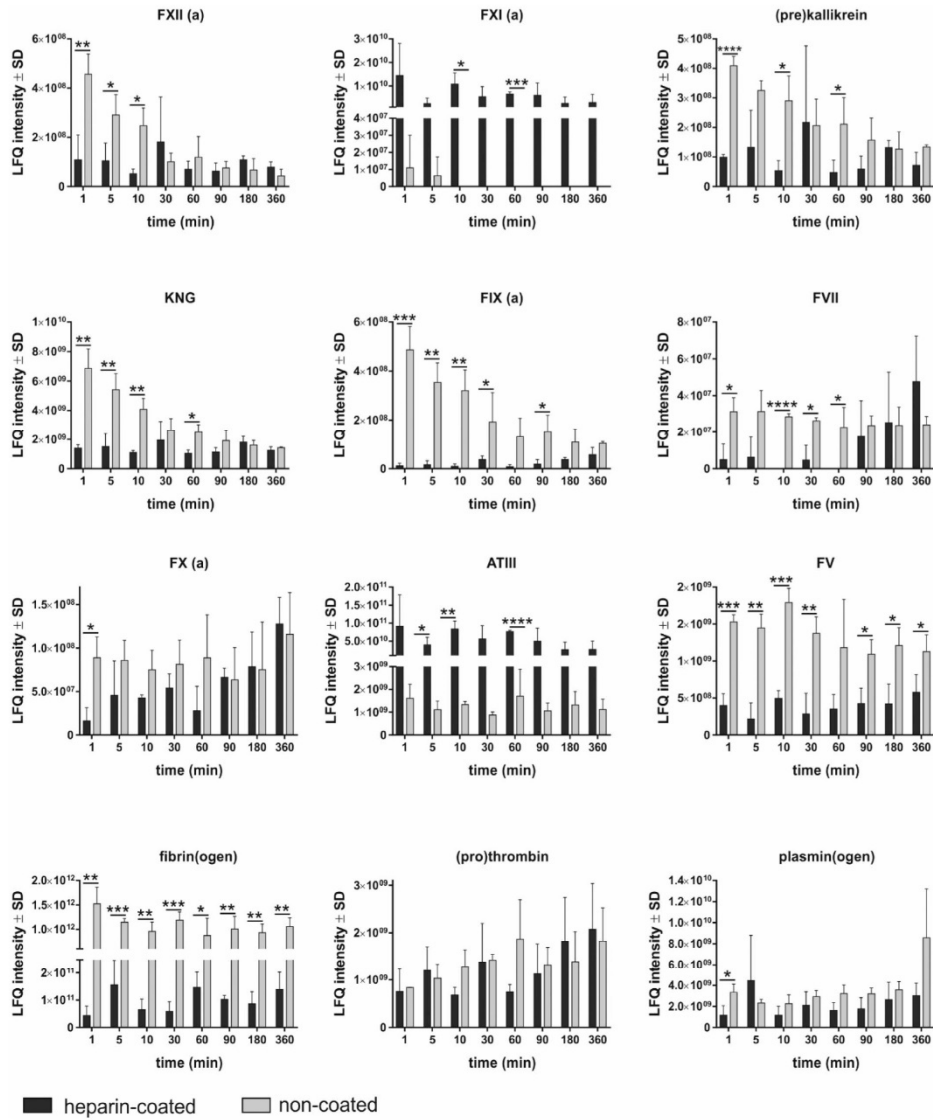 FXII (a)
LFQ intensity ± SD
6×10⁰⁸
4×10⁰⁸
2×10⁰⁸
0
** * *
1 5 10 30 60 90 180 360
time (min)
FXI (a)
LFQ intensity ± SD
3×10¹⁰
2×10¹⁰
1×10¹⁰
4×10⁰⁷
3×10⁰⁷
2×10⁰⁷
1×10⁰⁷
0
* ***
1 5 10 30 60 90 180 360
time (min)
(pre)kallikrein
LFQ intensity ± SD
5×10⁰⁸
4×10⁰⁸
3×10⁰⁸
2×10⁰⁸
1×10⁰⁸
0
**** * *
1 5 10 30 60 90 180 360
time (min)
KNG
LFQ intensity ± SD
1×10¹⁰
8×10⁰⁹
6×10⁰⁹
4×10⁰⁹
2×10⁰⁹
0
** ** ** *
1 5 10 30 60 90 180 360
time (min)
FIX (a)
LFQ intensity ± SD
6×10⁰⁸
4×10⁰⁸
2×10⁰⁸
0
*** ** ** * *
1 5 10 30 60 90 180 360
time (min)
FVII
LFQ intensity ± SD
8×10⁰⁷
6×10⁰⁷
4×10⁰⁷
2×10⁰⁷
0
* **** * *
1 5 10 30 60 90 180 360
time (min)
FX (a)
LFQ intensity ± SD
1.5×10⁰⁸
1.0×10⁰⁸
5.0×10⁰⁷
0
*
1 5 10 30 60 90 180 360
time (min)
ATIII
LFQ intensity ± SD
1.5×10¹¹
1.0×10¹¹
5.0×10¹⁰
3×10⁰⁹
2×10⁰⁹
1×10⁰⁹
0
* ** ****
1 5 10 30 60 90 180 360
time (min)
FV
LFQ intensity ± SD
2×10⁰⁹
2×10⁰⁹
1×10⁰⁹
5×10⁰⁸
0
*** ** *** ** * * *
1 5 10 30 60 90 180 360
time (min)
fibrin(ogen)
LFQ intensity ± SD
2.0×10¹²
1.5×10¹²
1.0×10¹²
2×10¹¹
1×10¹¹
0
** *** ** *** * ** ** **
1 5 10 30 60 90 180 360
time (min)
(pro)thrombin
LFQ intensity ± SD
3×10⁰⁹
2×10⁰⁹
1×10⁰⁹
0
1 5 10 30 60 90 180 360
time (min)
plasmin(ogen)
LFQ intensity ± SD
1.4×10¹⁰
1.2×10¹⁰
1.0×10¹⁰
8.0×10⁰⁹
6.0×10⁰⁹
4.0×10⁰⁹
2.0×10⁰⁹
0
*
1 5 10 30 60 90 180 360
time (min)
heparin-coated non-coated